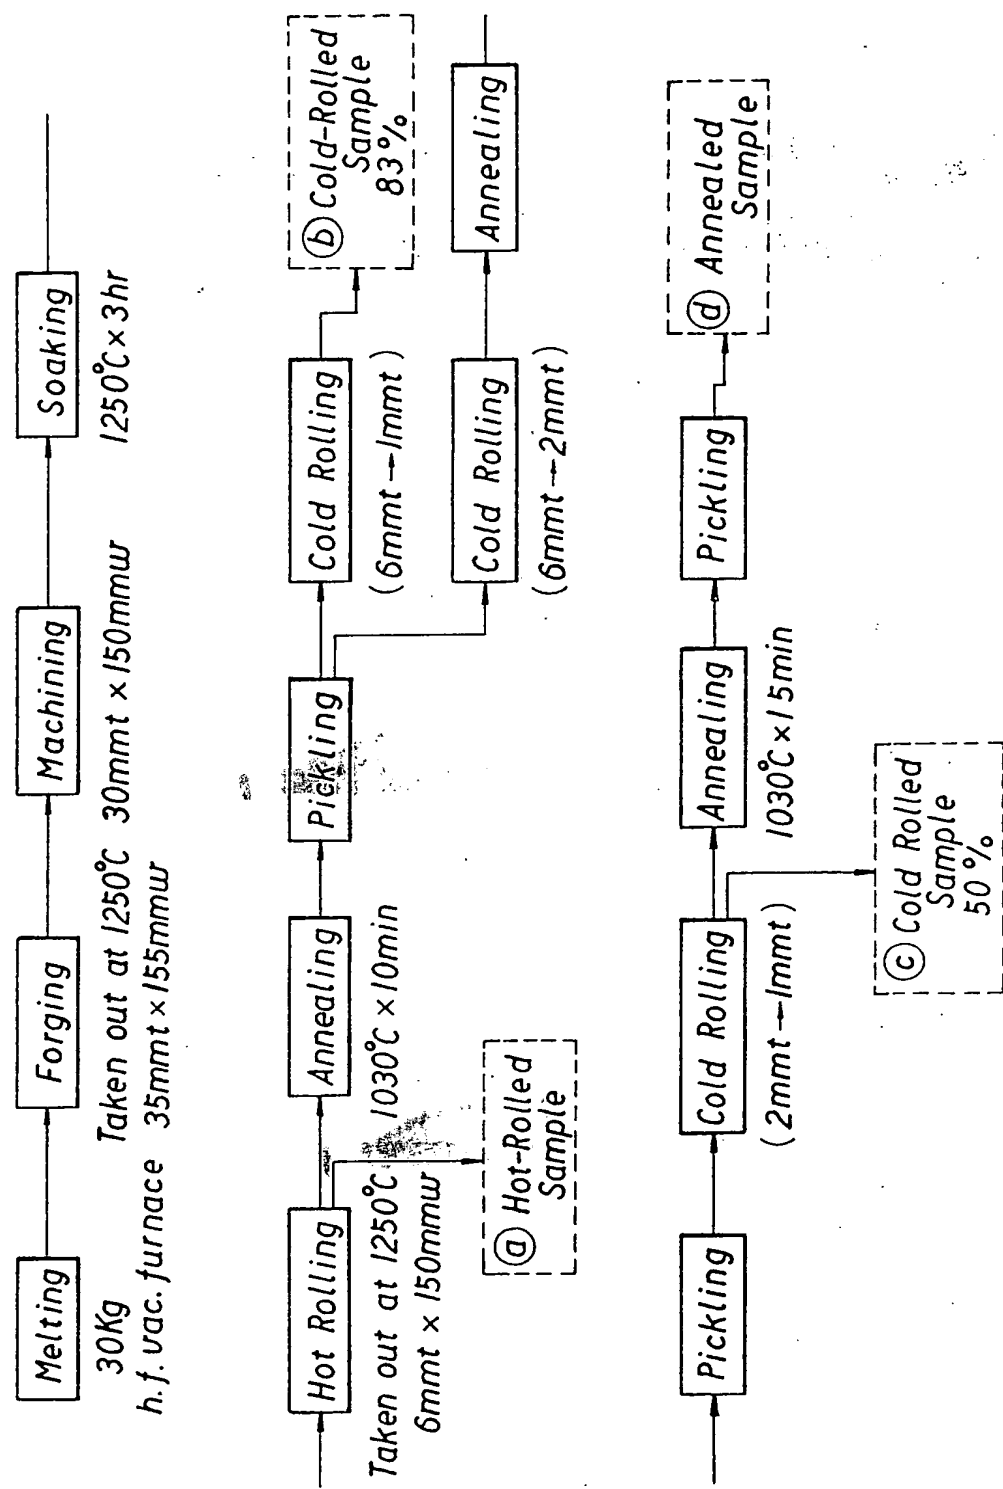 Melting
30Kg
h.f. vac. furnace
Forging
Taken out at 1250°C
35mmt × 155mmw
Machining
30mmt × 150mmw
Soaking
1250°C × 3hr
Hot Rolling
Taken out at 1250°C
6mmt × 150mmw
ⓐ Hot-Rolled
Sample
Annealing
1030°C × 10min
Pickling
Cold Rolling
(6mmt → 1mmt)
ⓑ Cold-Rolled
Sample
83%
Cold Rolling
(6mmt → 2mmt)
Annealing
Pickling
Cold Rolling
(2mmt → 1mmt)
ⓒ Cold Rolled
Sample
50%
Annealing
1030°C × 15min
Pickling
ⓓ Annealed
Sample